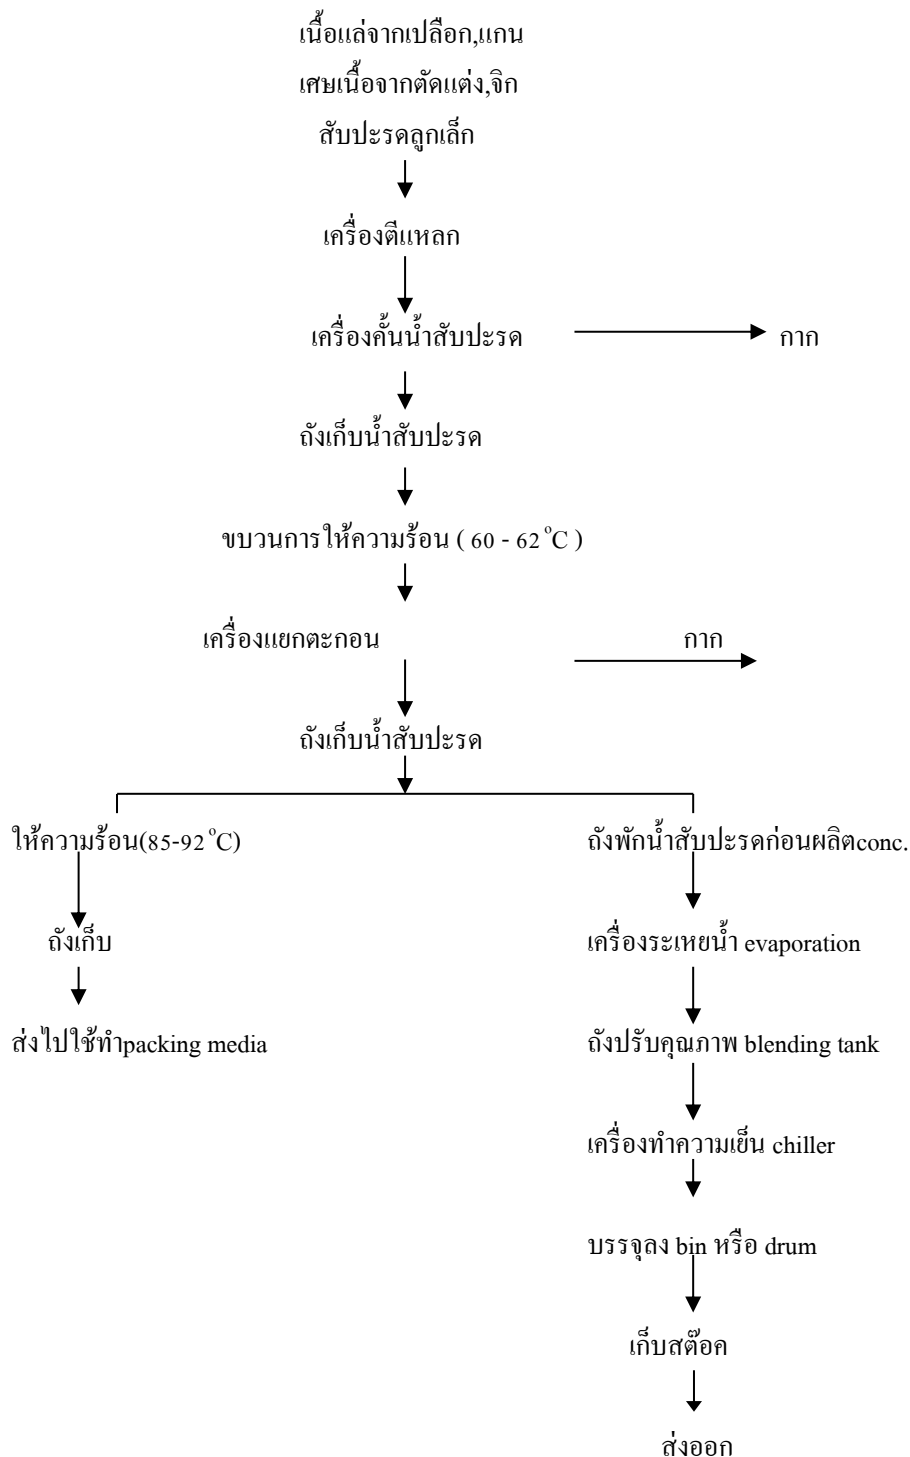 เนื้อแล่จากเปลือก,แกน
เศษเนื้อจากตัดแต่ง,จิก
สับปะรดลูกเล็ก
เครื่องตีแหลก
เครื่องคั้นน้ำสับปะรด กาก
ถังเก็บน้ำสับปะรด
ขบวนการให้ความร้อน ( 60 - 62 °C )
เครื่องแยกตะกอน กาก
ถังเก็บน้ำสับปะรด
ให้ความร้อน(85-92 °C) ถังพักน้ำสับปะรดก่อนผลิตconc.
ถังเก็บ เครื่องระเหยน้ำ evaporation
ส่งไปใช้ทำpacking media ถังปรับคุณภาพ blending tank
เครื่องทำความเย็น chiller
บรรจุลง bin หรือ drum
เก็บสต๊อค
ส่งออก